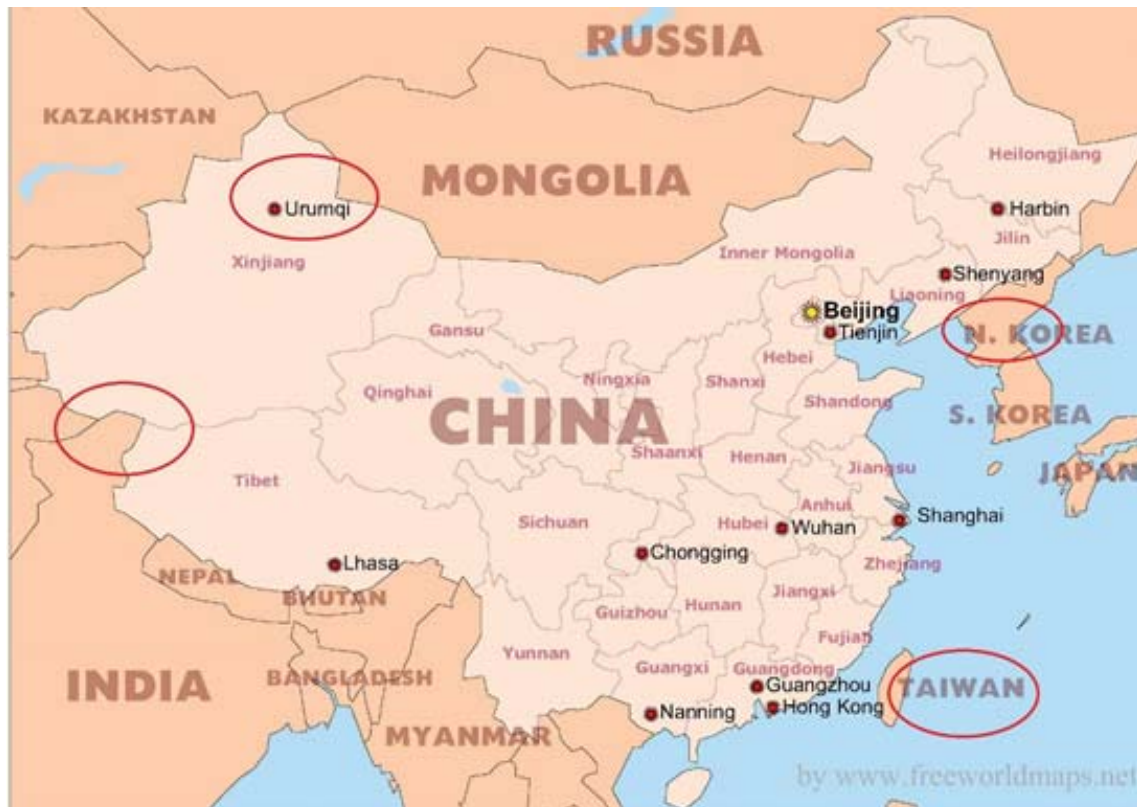 RUSSIA
KAZAKHSTAN
MONGOLIA
Heilongjiang
Urumqi
Harbin
Xinjiang
Inner Mongolia
Jilin
Shenyang
Liaoning
Beijing
Gansu
Tienjin
N. KOREA
Hebei
Qinghai
Ningxia
Shanxi
CHINA
Shandong
S. KOREA
Shaanxi
Henan
Jiangsu
JAPAN
Tibet
Anhui
Sichuan
Hubei
Wuhan
Shanghai
Chongging
Lhasa
Zhejiang
NEPAL
BHUTAN
Jiangxi
Guizhou
Hunan
Fujian
Yunnan
Guangxi
Guangdong
INDIA
BANGLADESH
Guangzhou
TAIWAN
Nanning
Hong Kong
MYANMAR
by www.freeworldmaps.net